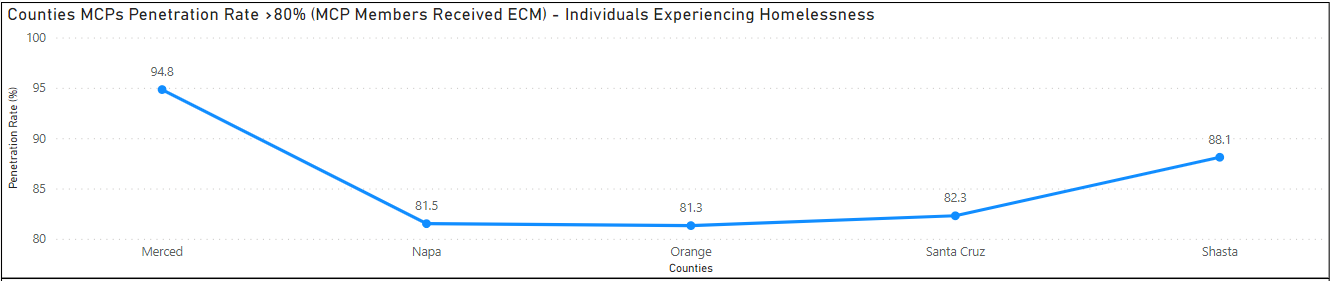 Counties MCPs Penetration Rate >80% (MCP Members Received ECM) - Individuals Experiencing Homelessness
100
95
90
85
80
Penetration Rate (%)
94.8
81.5
81.3
82.3
88.1
Merced
Napa
Orange
Santa Cruz
Shasta
Counties